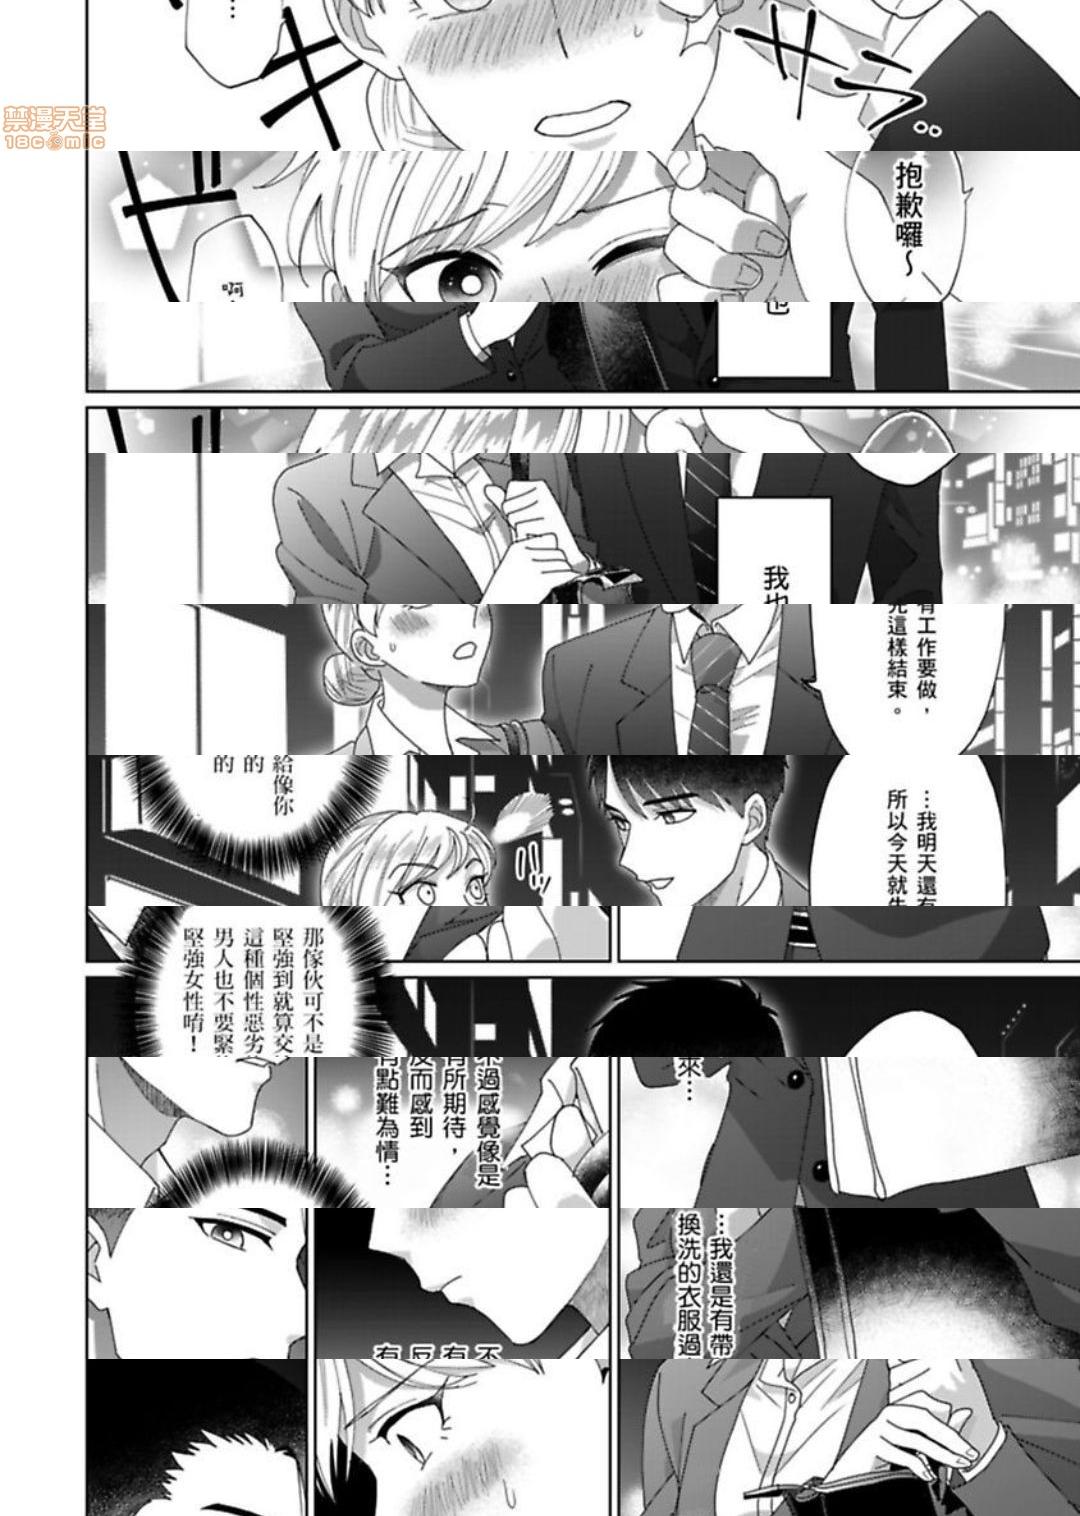 禁漫天堂
18comic
…
抱歉囉～
啊
我也
…我明天還有工作要做，
所以今天就先這樣結束。
給像你
的
的
那傢伙可不是
堅強到就算交
這種個性惡劣
男人也不要緊
堅強女性唷！
…我還是有帶
換洗的衣服過來…
不過感覺像是
有所期待，
反而感到
有點難為情…